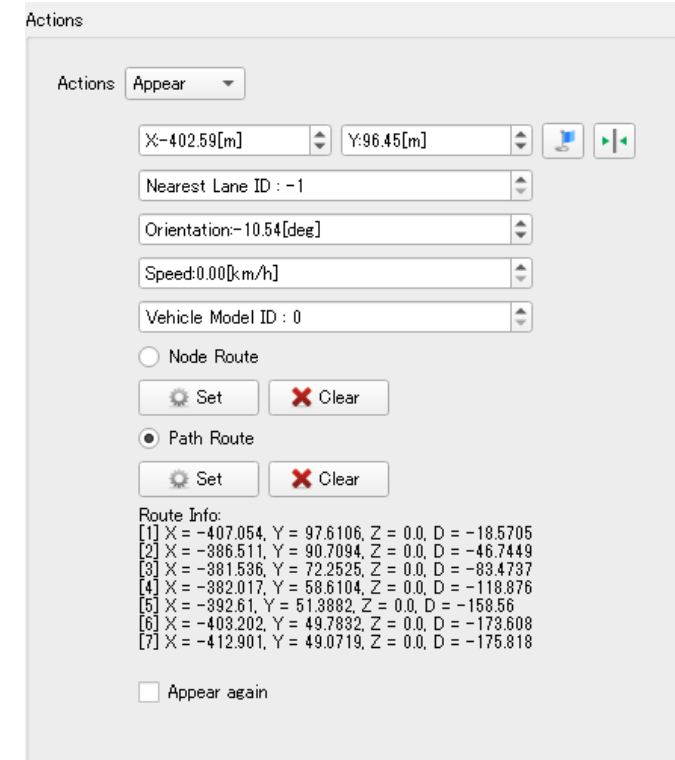 Actions
Actions Appear
X:-402.59[m] Y:96.45[m]
Nearest Lane ID : -1
Orientation:-10.54[deg]
Speed:0.00[km/h]
Vehicle Model ID : 0
Node Route
Set Clear
Path Route
Set Clear
Route Info:
[1] X = -407.054, Y = 97.6106, Z = 0.0, D = -18.5705
[2] X = -386.511, Y = 90.7094, Z = 0.0, D = -46.7449
[3] X = -381.536, Y = 72.2525, Z = 0.0, D = -83.4737
[4] X = -382.017, Y = 58.6104, Z = 0.0, D = -118.876
[5] X = -392.61, Y = 51.3882, Z = 0.0, D = -158.56
[6] X = -403.202, Y = 49.7832, Z = 0.0, D = -173.608
[7] X = -412.901, Y = 49.0719, Z = 0.0, D = -175.818
Appear again